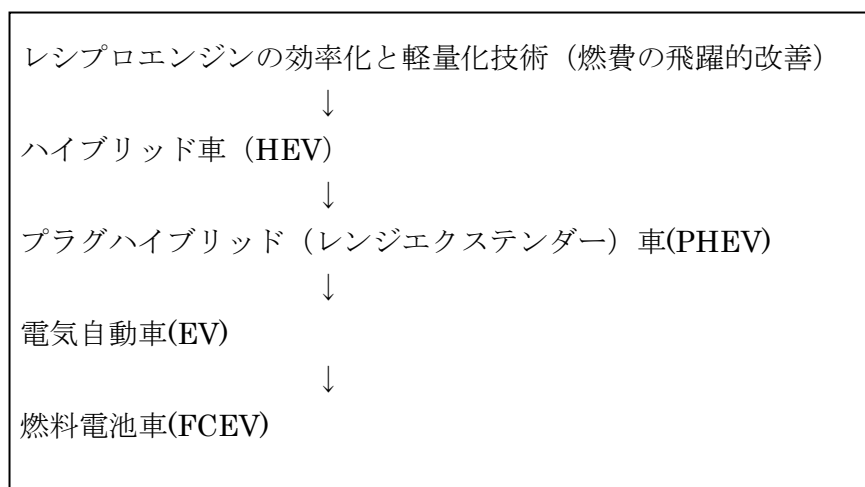 レシプロエンジンの効率化と軽量化技術（燃費の飛躍的改善）
↓
ハイブリッド車（HEV）
↓
プラグハイブリッド（レンジエクステンダー）車(PHEV)
↓
電気自動車(EV)
↓
燃料電池車(FCEV)